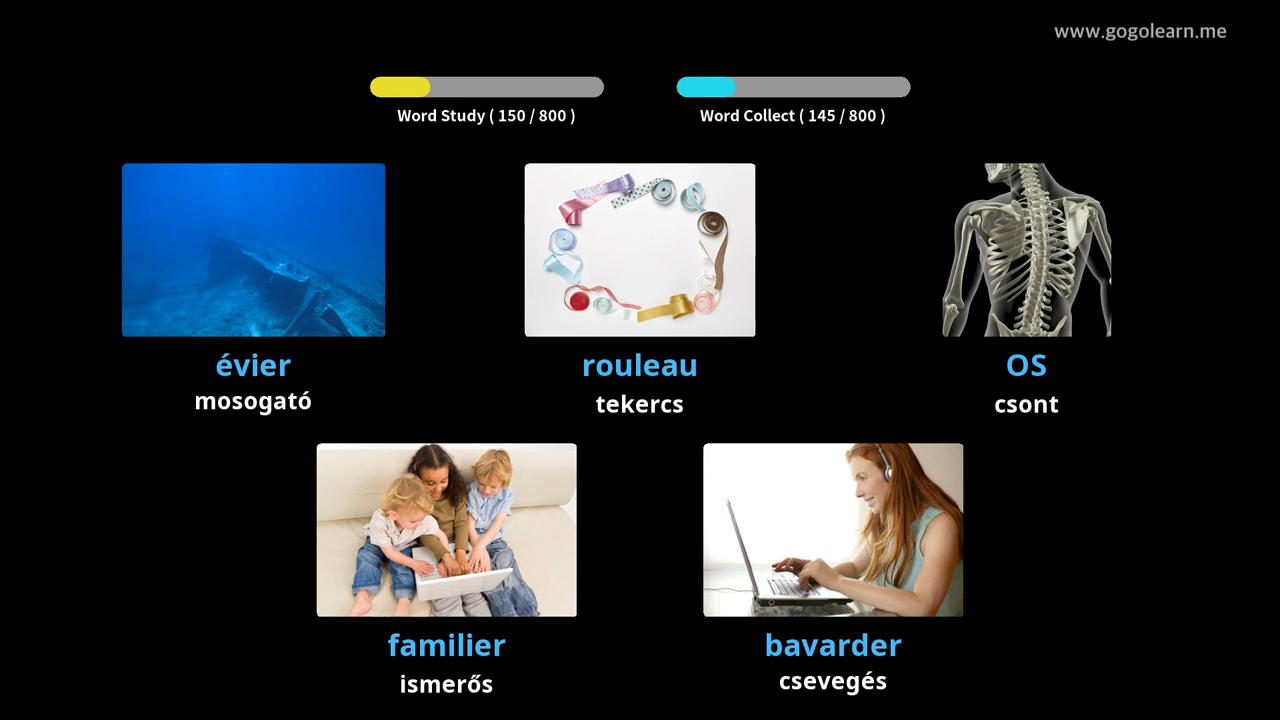 www.gogolearn.me
Word Study ( 150 / 800 )
Word Collect ( 145 / 800 )
évier
mosogató
rouleau
tekercs
OS
csont
familier
ismerős
bavarder
csevegés